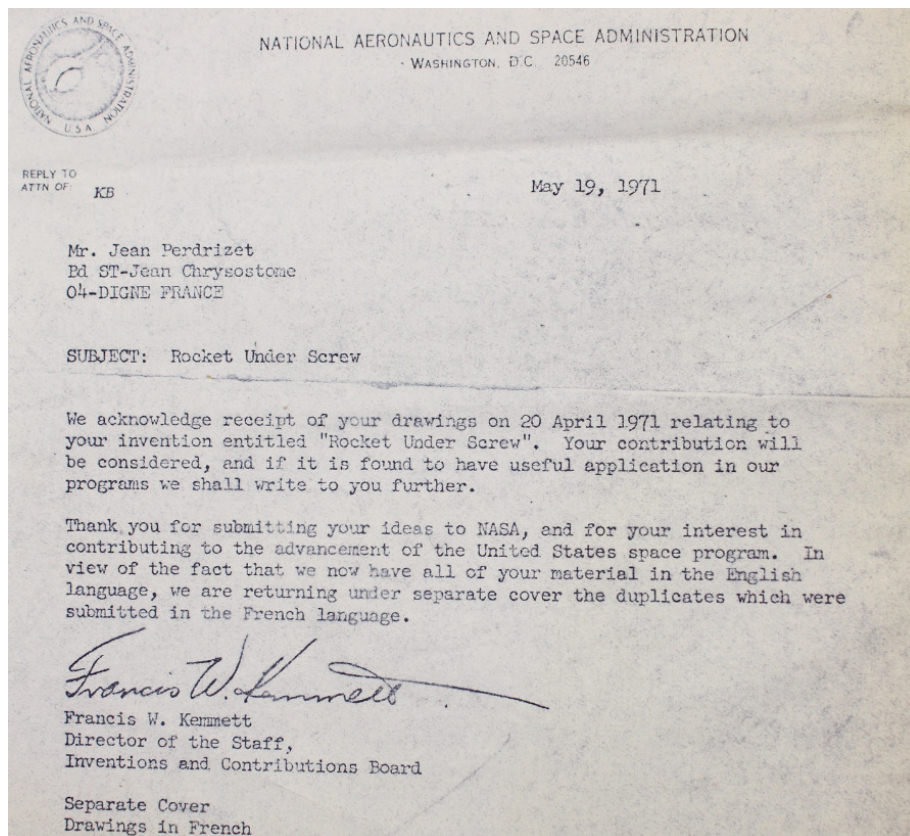 NATIONAL AERONAUTICS AND SPACE ADMINISTRATION
U.S.A
NATIONAL AERONAUTICS AND SPACE ADMINISTRATION
WASHINGTON, D.C. 20546
REPLY TO
ATTN OF: KB
May 19, 1971
Mr. Jean Perdrizet
Bd ST-Jean Chrysostome
04-DIGNE FRANCE
SUBJECT: Rocket Under Screw
We acknowledge receipt of your drawings on 20 April 1971 relating to
your invention entitled "Rocket Under Screw". Your contribution will
be considered, and if it is found to have useful application in our
programs we shall write to you further.
Thank you for submitting your ideas to NASA, and for your interest in
contributing to the advancement of the United States space program. In
view of the fact that we now have all of your material in the English
language, we are returning under separate cover the duplicates which were
submitted in the French language.
Francis W. Kemmett
Francis W. Kemmett
Director of the Staff,
Inventions and Contributions Board
Separate Cover
Drawings in French